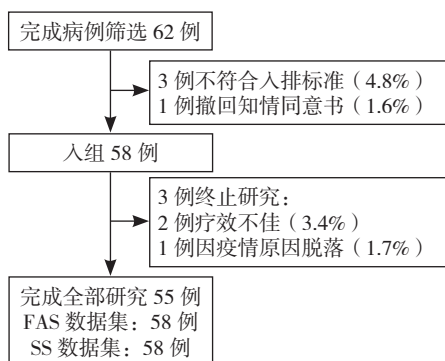 完成病例筛选 62 例
3 例不符合入排标准（4.8%）
1 例撤回知情同意书（1.6%）
入组 58 例
3 例终止研究：
2 例疗效不佳（3.4%）
1 例因疫情原因脱落（1.7%）
完成全部研究 55 例
FAS 数据集：58 例
SS 数据集：58 例